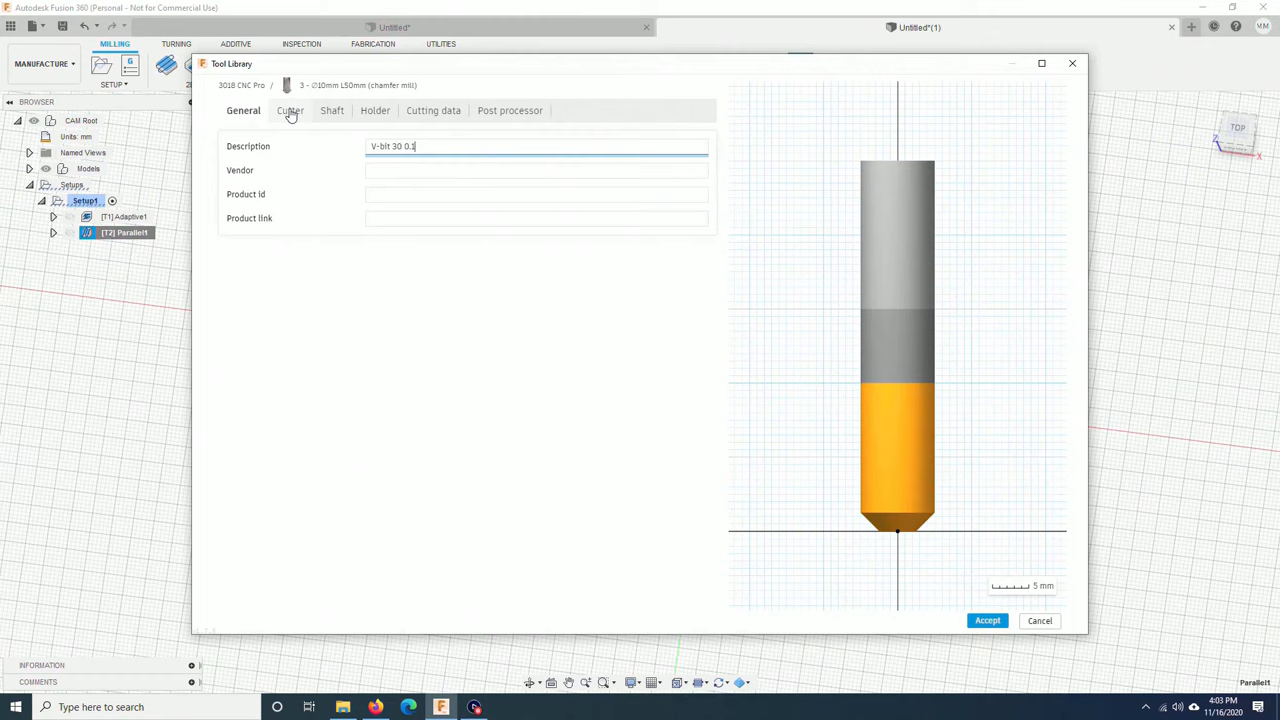 Autodesk Fusion 360 (Personal - Not for Commercial Use)
Untitled*
Untitled*(1)
MM
MILLING
TURNING
ADDITIVE
INSPECTION
FABRICATION
UTILITIES
MANUFACTURE
G
SETUP
2D
Tool Library
BROWSER
CAM Root
Units: mm
Named Views
Models
Setups
Setup1
[T1] Adaptive1
[T2] Parallel1
3018 CNC Pro /
3 - ∅10mm L50mm (chamfer mill)
General
Cutter
Shaft
Holder
Cutting data
Post processor
Description
V-bit 30 0.1
Vendor
Product id
Product link
5 mm
Accept
Cancel
TOP
Z
X
INFORMATION
COMMENTS
Parallel1
Type here to search
4:03 PM
11/16/2020